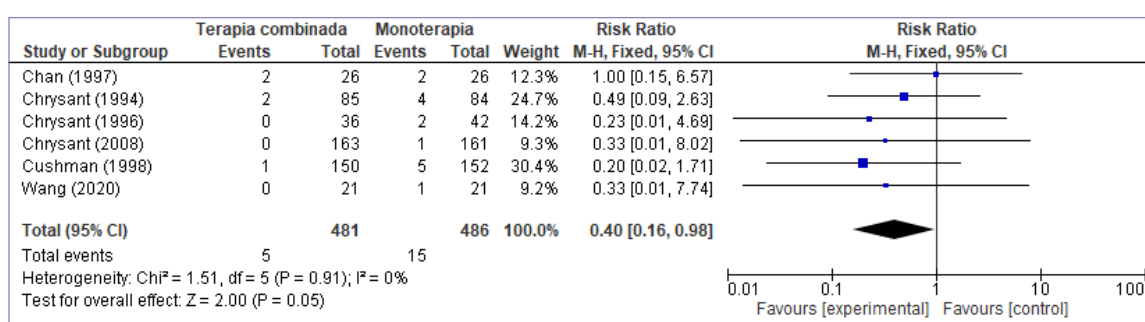 Terapia combinada Monoterapia Risk Ratio Risk Ratio
Study or Subgroup Events Total Events Total Weight M-H, Fixed, 95% CI M-H, Fixed, 95% CI
Chan (1997) 2 26 2 26 12.3% 1.00 [0.15, 6.57]
Chrysant (1994) 2 85 4 84 24.7% 0.49 [0.09, 2.63]
Chrysant (1996) 0 36 2 42 14.2% 0.23 [0.01, 4.69]
Chrysant (2008) 0 163 1 161 9.3% 0.33 [0.01, 8.02]
Cushman (1998) 1 150 5 152 30.4% 0.20 [0.02, 1.71]
Wang (2020) 0 21 1 21 9.2% 0.33 [0.01, 7.74]
Total (95% CI) 481 486 100.0% 0.40 [0.16, 0.98]
Total events 5 15
Heterogeneity: Chi² = 1.51, df = 5 (P = 0.91); I² = 0%
Test for overall effect: Z = 2.00 (P = 0.05)
0.01 0.1 1 10 100
Favours [experimental] Favours [control]